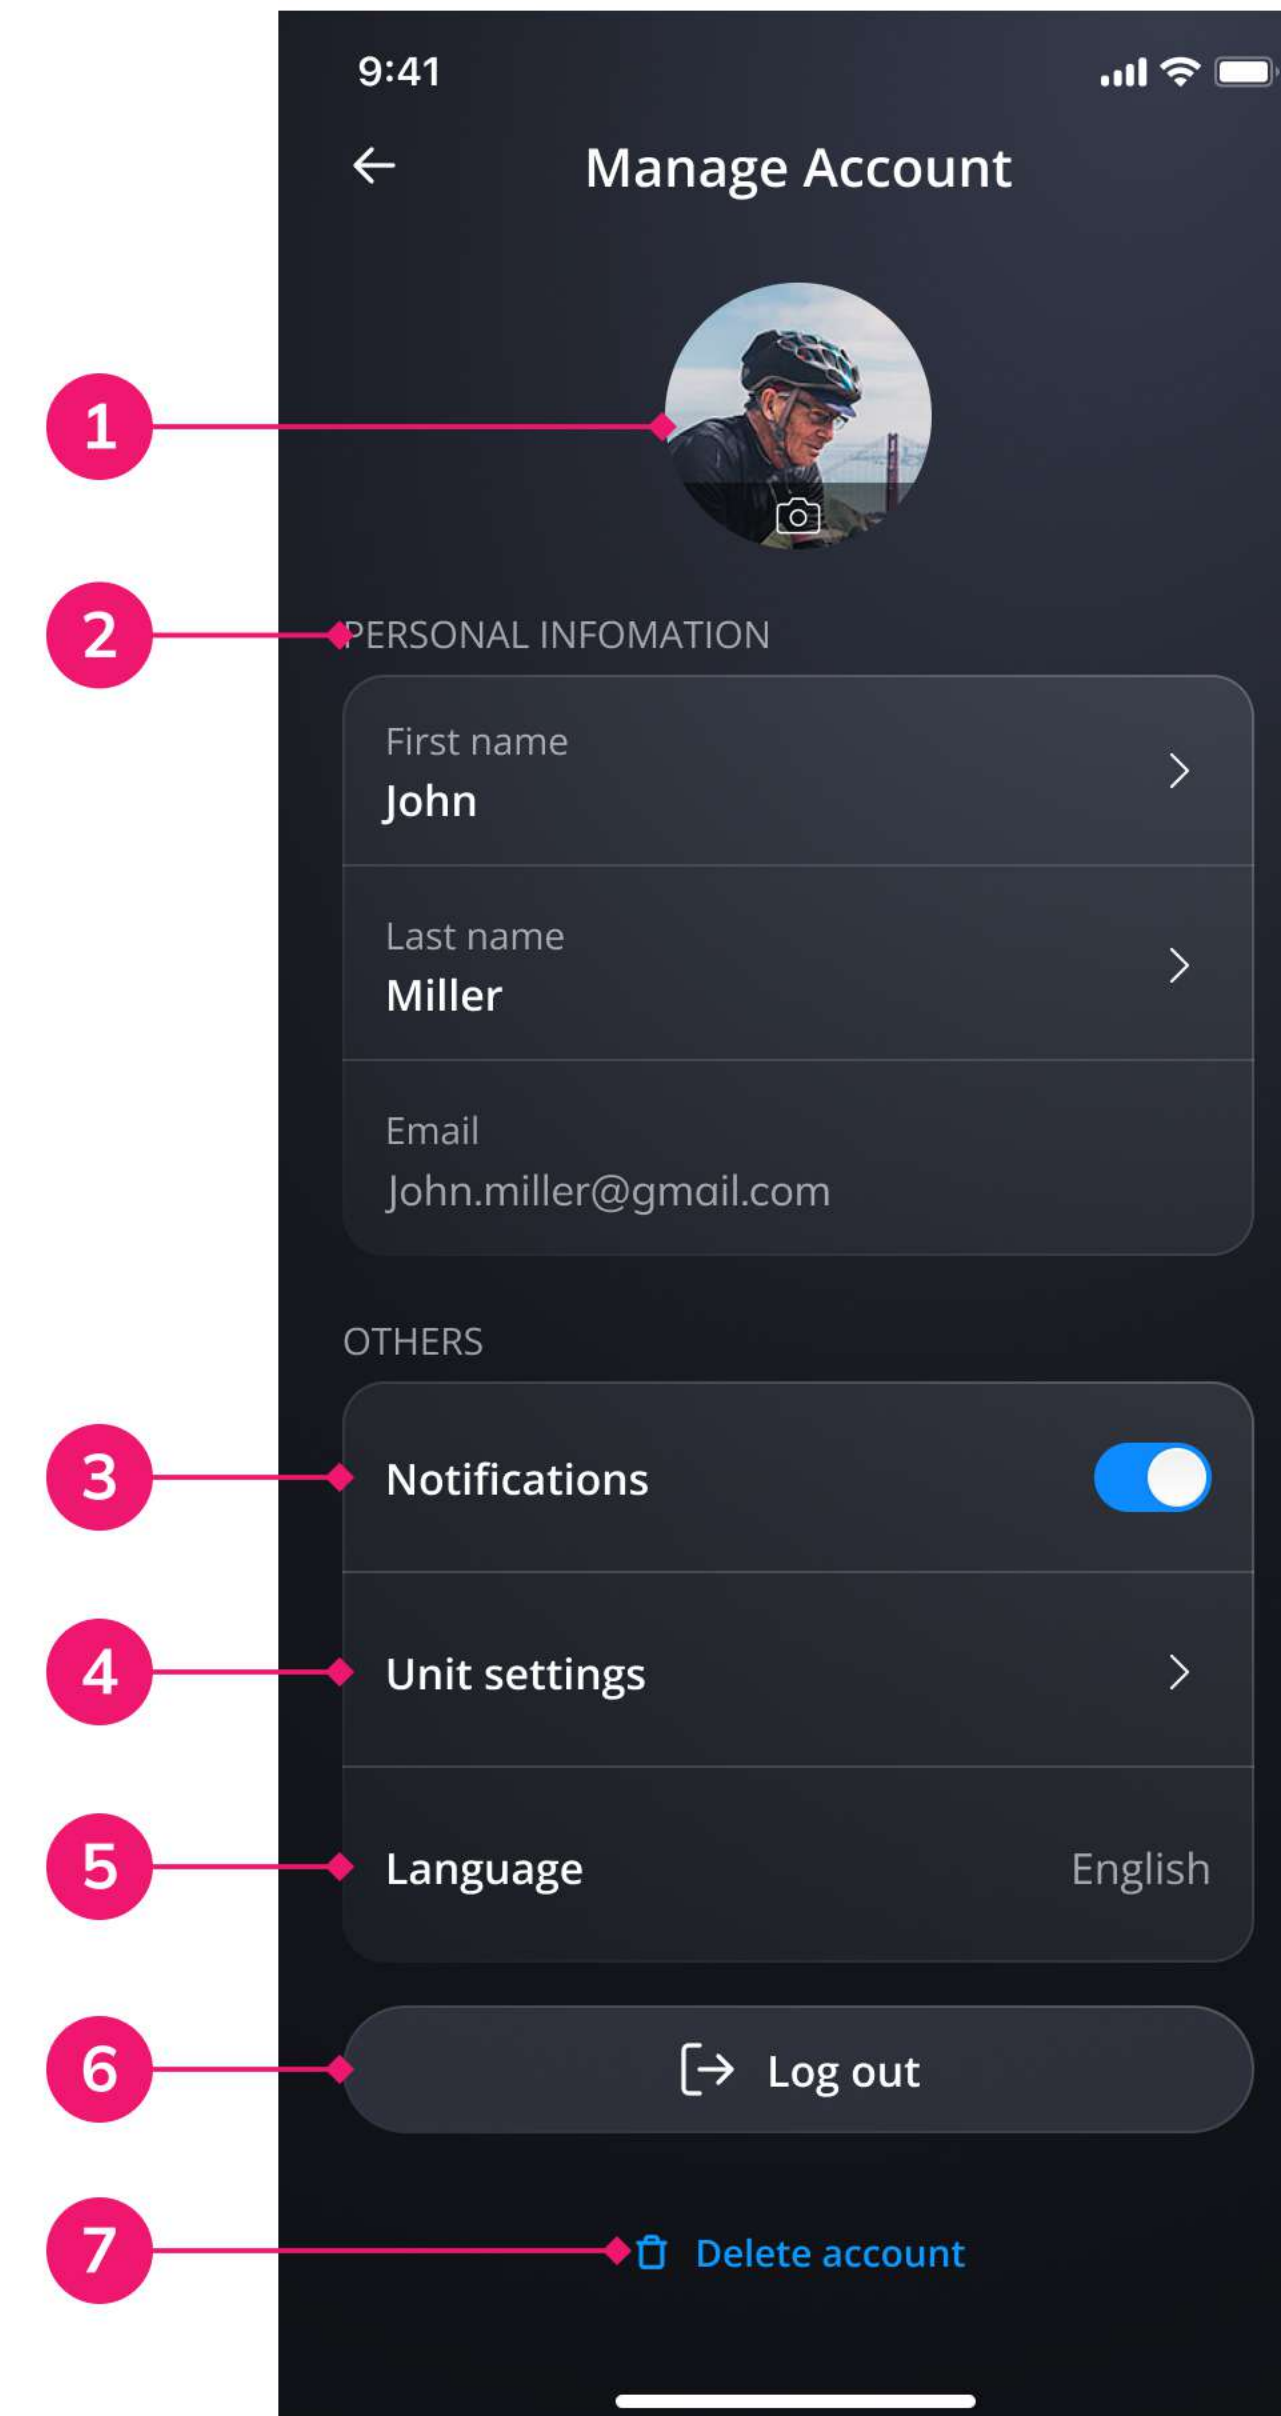 9:41
Manage Account
1
2
PERSONAL INFOMATION
First name
John
Last name
Miller
Email
John.miller@gmail.com
OTHERS
3
Notifications
4
Unit settings
5
Language English
6
Log out
7
Delete account